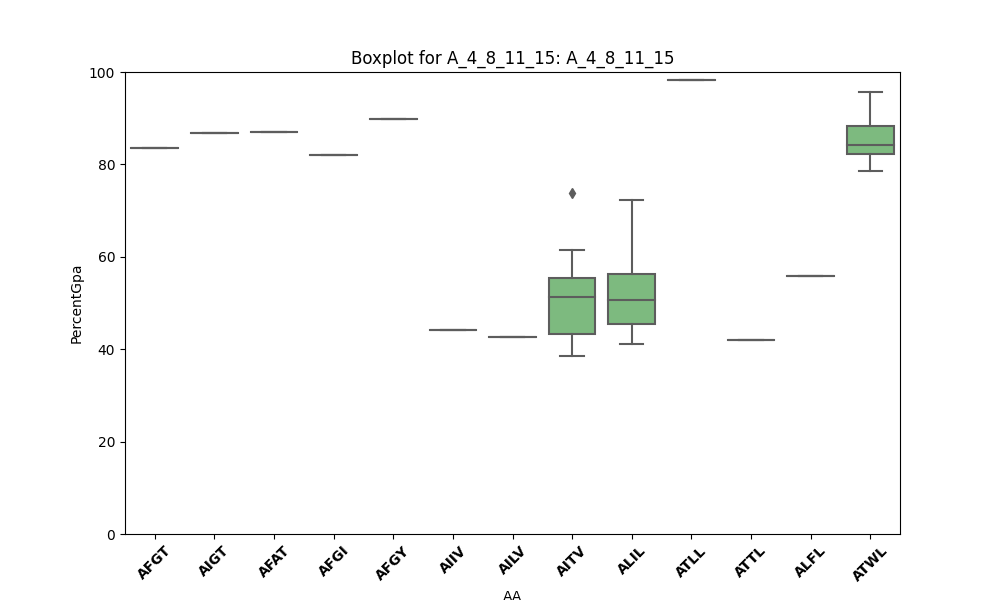 Boxplot for A_4_8_11_15: A_4_8_11_15
100
80
60
40
20
0
PercentGpa
AFGT AIGT AFAT AFGI AFGY AIIV AILV AITV ALIL ATLL ATTL ALFL ATWL
AA